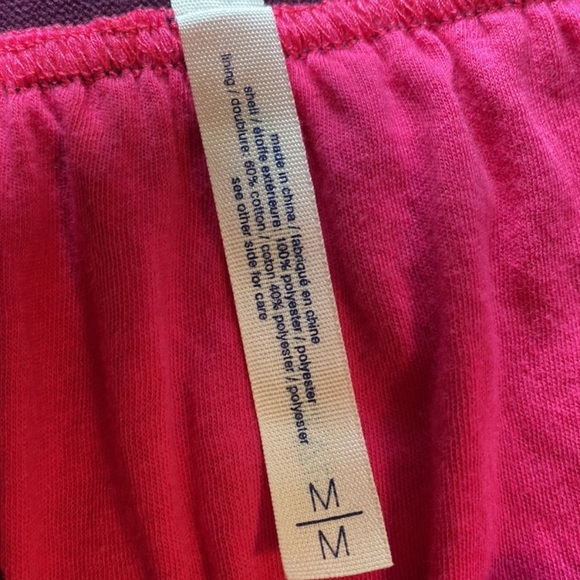 made in china / fabriqué en chine
shell / étoffe extérieure: 100% polyester / polyester
lining / doublure: 60% cotton / coton 40% polyester / polyester
see other side for care
M
M